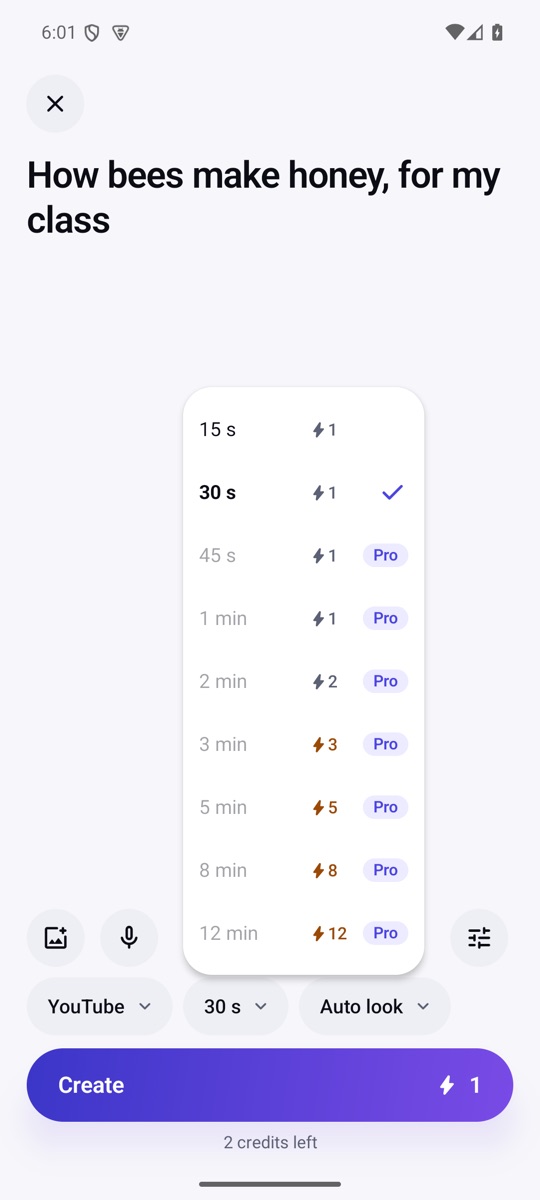 6:01
How bees make honey, for my
class
15 s 1
30 s 1
45 s 1 Pro
1 min 1 Pro
2 min 2 Pro
3 min 3 Pro
5 min 5 Pro
8 min 8 Pro
12 min 12 Pro
YouTube 30 s Auto look
Create 1
2 credits left